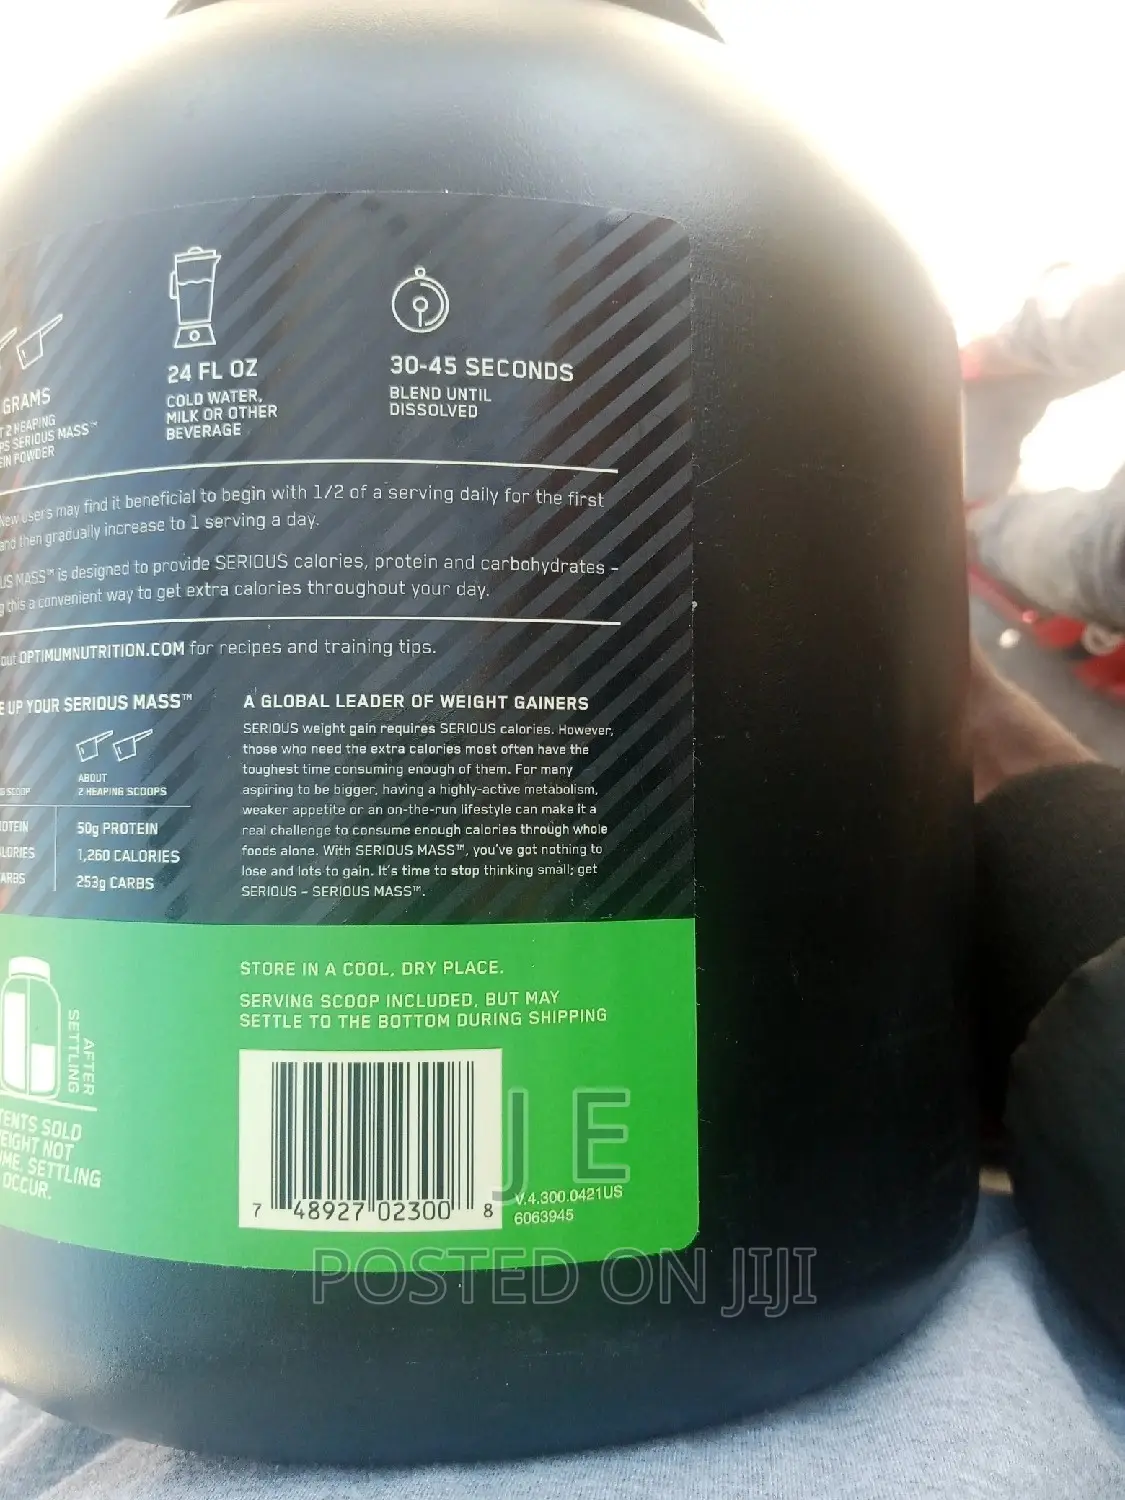 GRAMS
2 HEAPING
SERIOUS MASS™
POWDER
24 FL OZ
COLD WATER,
MILK OR OTHER
BEVERAGE
30-45 SECONDS
BLEND UNTIL
DISSOLVED
New users may find it beneficial to begin with 1/2 of a serving daily for the first
and then gradually increase to 1 serving a day.
US MASS™ is designed to provide SERIOUS calories, protein and carbohydrates –
g this a convenient way to get extra calories throughout your day.
out OPTIMUMNUTRITION.COM for recipes and training tips.
E UP YOUR SERIOUS MASS™
ABOUT
2 HEAPING SCOOPS
G SCOOP
OTEIN
50g PROTEIN
LORIES
1,260 CALORIES
ARBS
253g CARBS
A GLOBAL LEADER OF WEIGHT GAINERS
SERIOUS weight gain requires SERIOUS calories. However,
those who need the extra calories most often have the
toughest time consuming enough of them. For many
aspiring to be bigger, having a highly-active metabolism,
weaker appetite or an on-the-run lifestyle can make it a
real challenge to consume enough calories through whole
foods alone. With SERIOUS MASS™, you've got nothing to
lose and lots to gain. It's time to stop thinking small; get
SERIOUS – SERIOUS MASS™.
AFTER
SETTLING
TENTS SOLD
EIGHT NOT
ME. SETTLING
OCCUR.
STORE IN A COOL, DRY PLACE.
SERVING SCOOP INCLUDED, BUT MAY
SETTLE TO THE BOTTOM DURING SHIPPING
7 48927 02300 8
V.4.300.0421US
6063945
J E
POSTED ON JIJI